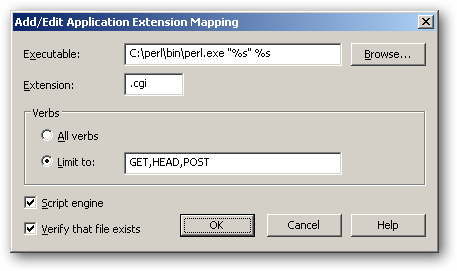 Add/Edit Application Extension Mapping
Executable: C:\perl\bin\perl.exe "%s" %s Browse...
Extension: .cgi
Verbs
All verbs
Limit to: GET,HEAD,POST
Script engine
Verify that file exists
OK Cancel Help